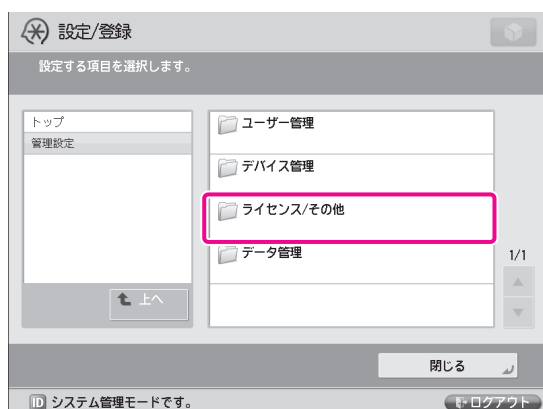 設定/登録
設定する項目を選択します。
トップ
管理設定
上へ
ユーザー管理
デバイス管理
ライセンス/その他
データ管理
1/1
閉じる
ID システム管理モードです。
ログアウト